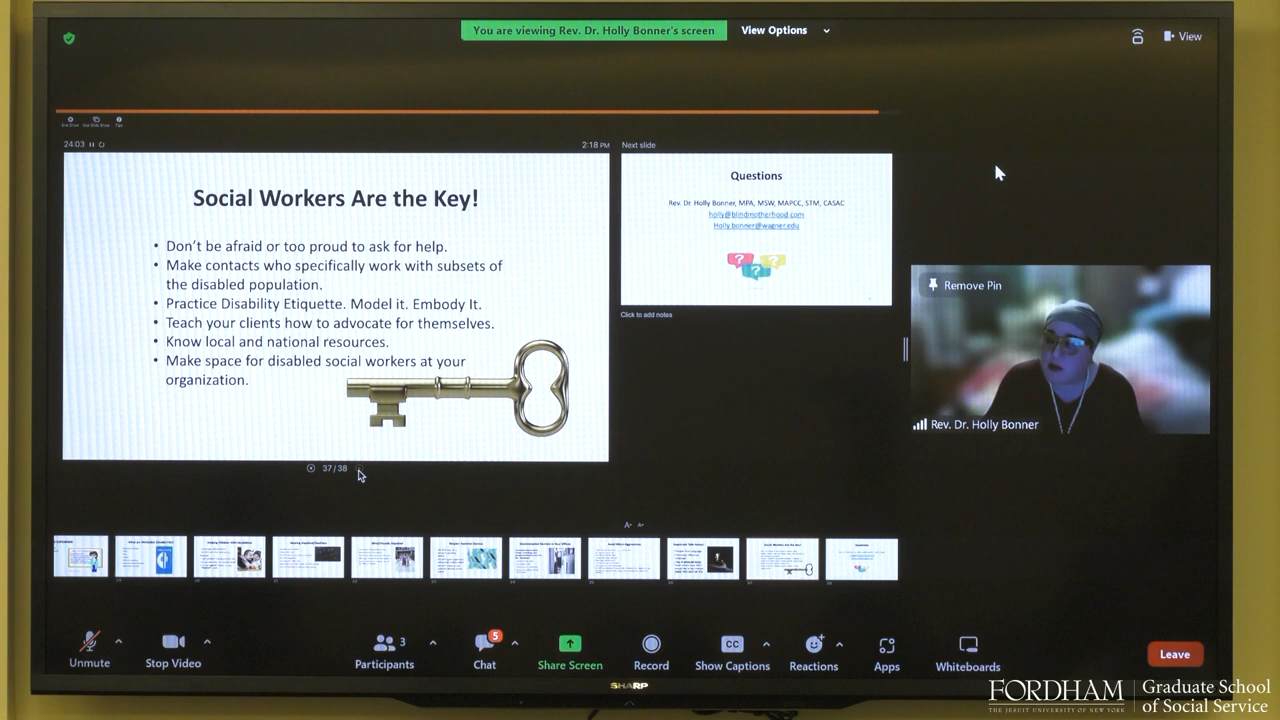 You are viewing Rev. Dr. Holly Bonner's screen
View Options
View
24:03
2:18 PM
Next slide
Social Workers Are the Key!
• Don't be afraid or too proud to ask for help.
• Make contacts who specifically work with subsets of
the disabled population.
• Practice Disability Etiquette. Model it. Embody It.
• Teach your clients how to advocate for themselves.
• Know local and national resources.
• Make space for disabled social workers at your
organization.
Questions
Rev. Dr. Holly Bonner, MPA, MSW, MAPCC, STM, CASAC
holly@blindmotherhood.com
Holly.bonner@wagner.edu
Click to add notes
Remove Pin
Rev. Dr. Holly Bonner
37 / 38
Unmute
Stop Video
3
Participants
5
Chat
Share Screen
Record
CC
Show Captions
Reactions
Apps
Whiteboards
Leave
SHARP
FORDHAM
THE JESUIT UNIVERSITY OF NEW YORK
Graduate School
of Social Service